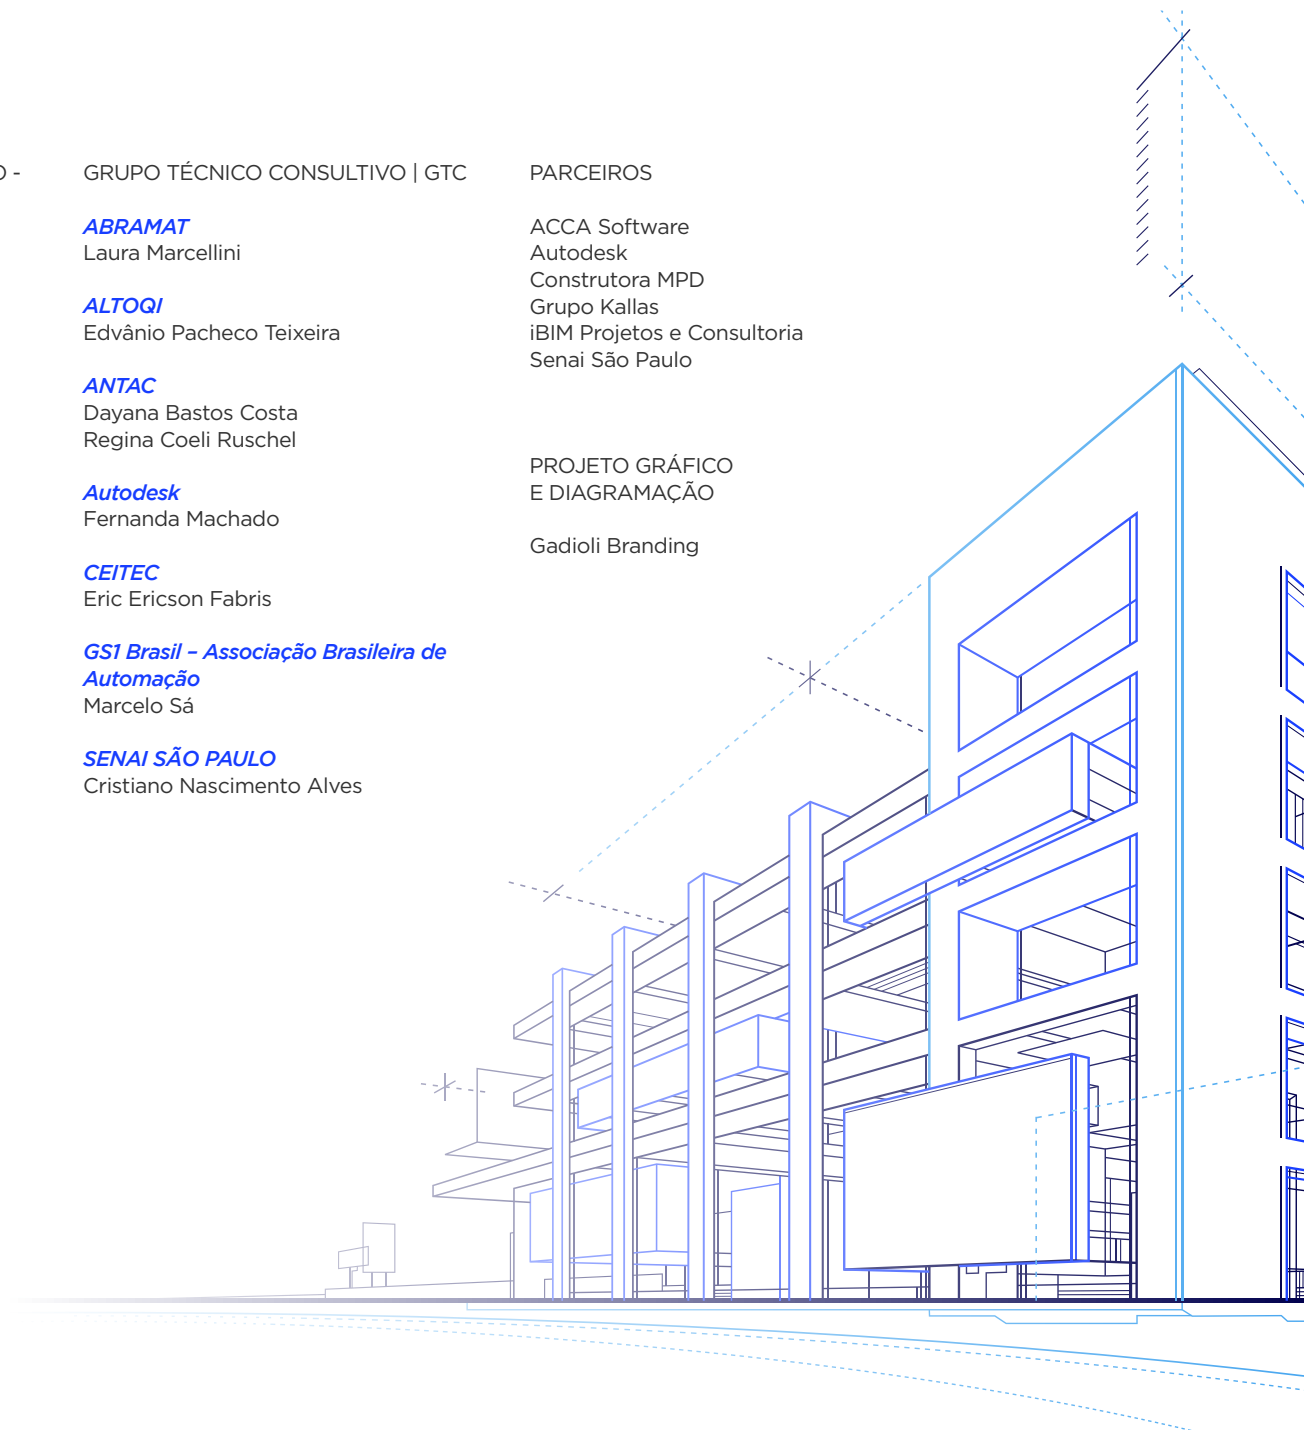 O -
GRUPO TÉCNICO CONSULTIVO | GTC
ABRAMAT
Laura Marcellini
ALTOQI
Edvânio Pacheco Teixeira
ANTAC
Dayana Bastos Costa
Regina Coeli Ruschel
Autodesk
Fernanda Machado
CEITEC
Eric Ericson Fabris
GS1 Brasil – Associação Brasileira de
Automação
Marcelo Sá
SENAI SÃO PAULO
Cristiano Nascimento Alves
PARCEIROS
ACCA Software
Autodesk
Construtora MPD
Grupo Kallas
iBIM Projetos e Consultoria
Senai São Paulo
PROJETO GRÁFICO
E DIAGRAMAÇÃO
Gadioli Branding